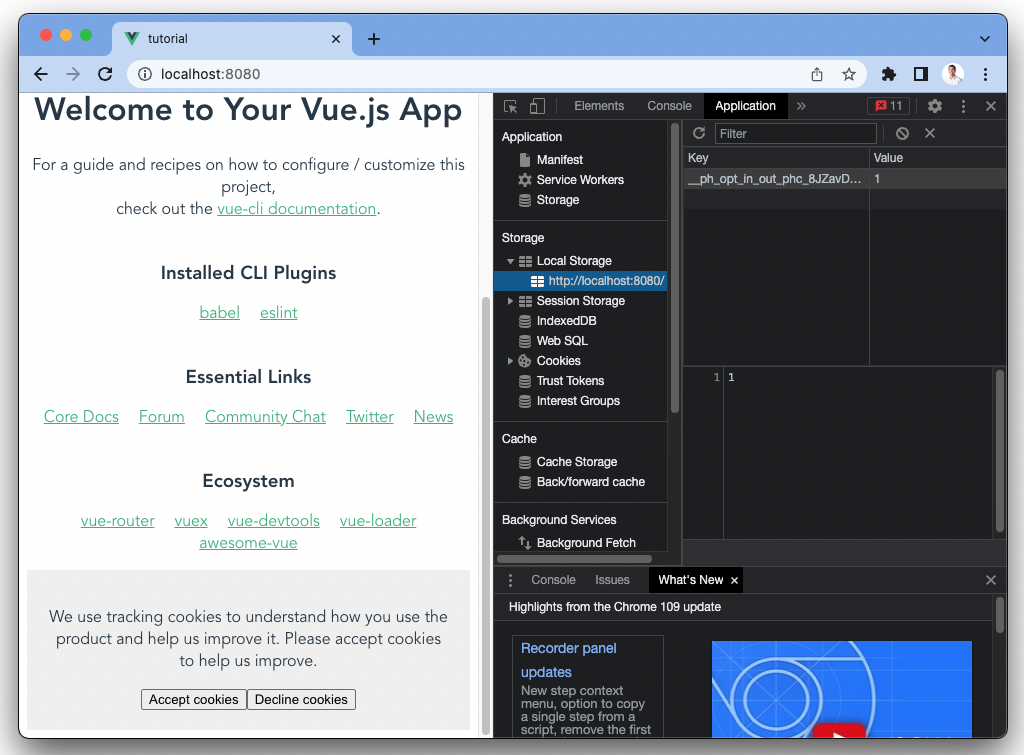 tutorial
localhost:8080
Welcome to Your Vue.js App
For a guide and recipes on how to configure / customize this
project,
check out the vue-cli documentation.
Installed CLI Plugins
babel eslint
Essential Links
Core Docs Forum Community Chat Twitter News
Ecosystem
vue-router vuex vue-devtools vue-loader
awesome-vue
We use tracking cookies to understand how you use the
product and help us improve it. Please accept cookies
to help us improve.
Accept cookies Decline cookies
Elements Console Application » 11
Application
Manifest
Service Workers
Storage
Storage
Local Storage
http://localhost:8080/
Session Storage
IndexedDB
Web SQL
Cookies
Trust Tokens
Interest Groups
Cache
Cache Storage
Back/forward cache
Background Services
Background Fetch
Filter
Key Value
__ph_opt_in_out_phc_8JZavD... 1
1 1
Console Issues What's New
Highlights from the Chrome 109 update
Recorder panel
updates
New step context
menu, option to copy
a single step from a
script, remove the first